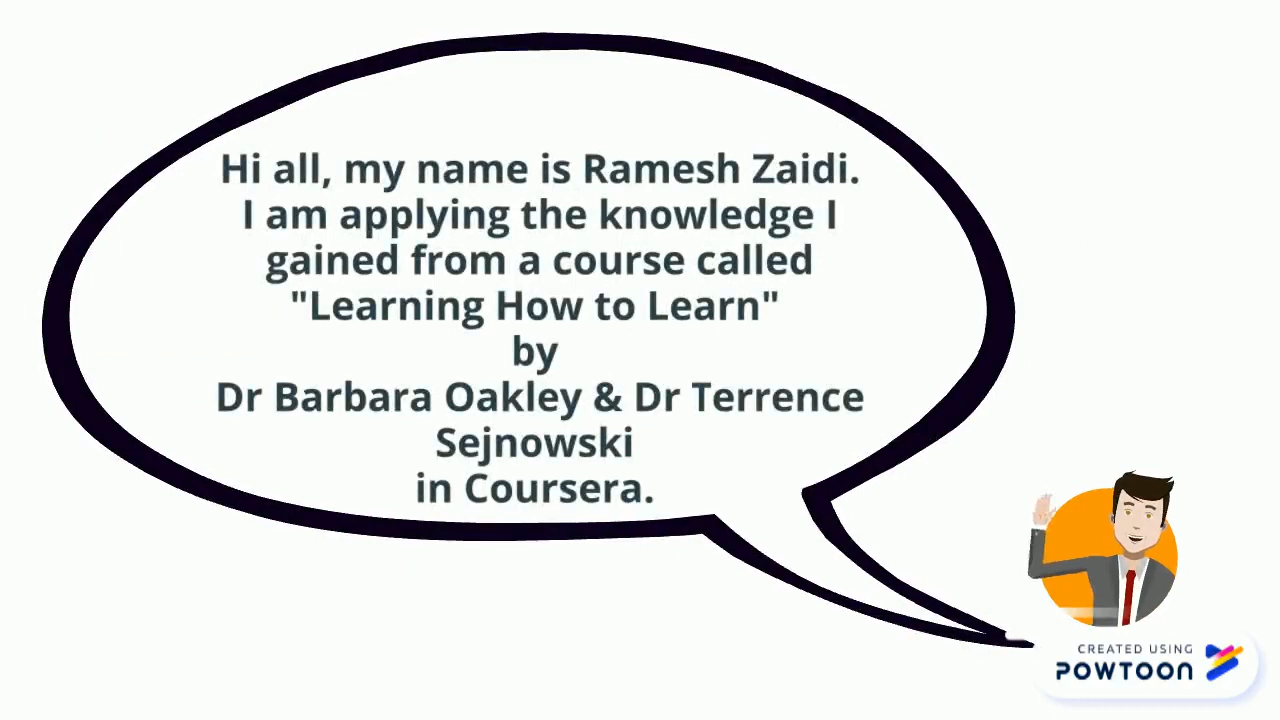 Hi all, my name is Ramesh Zaidi.
I am applying the knowledge I
gained from a course called
"Learning How to Learn"
by
Dr Barbara Oakley & Dr Terrence
Sejnowski
in Coursera.
CREATED USING
POWTOON